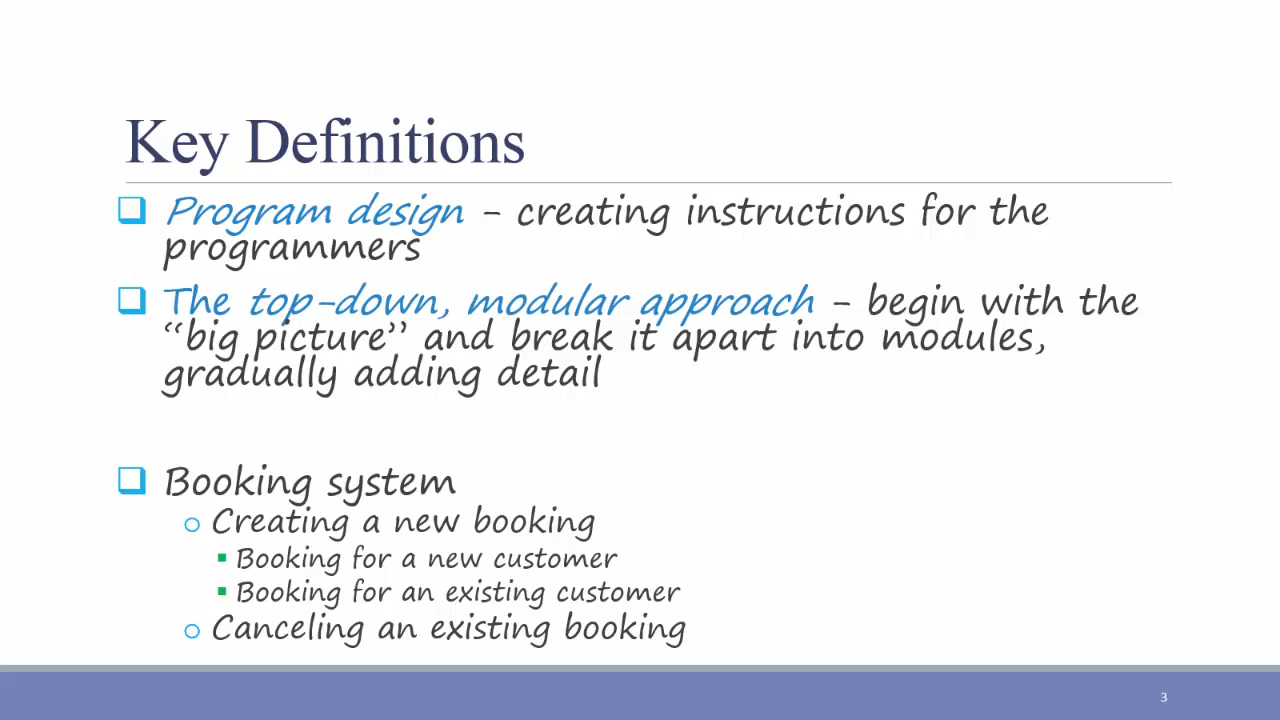 Key Definitions
Program design - creating instructions for the
programmers
The top-down, modular approach - begin with the
“big picture” and break it apart into modules,
gradually adding detail
Booking system
Creating a new booking
Booking for a new customer
Booking for an existing customer
Canceling an existing booking
3